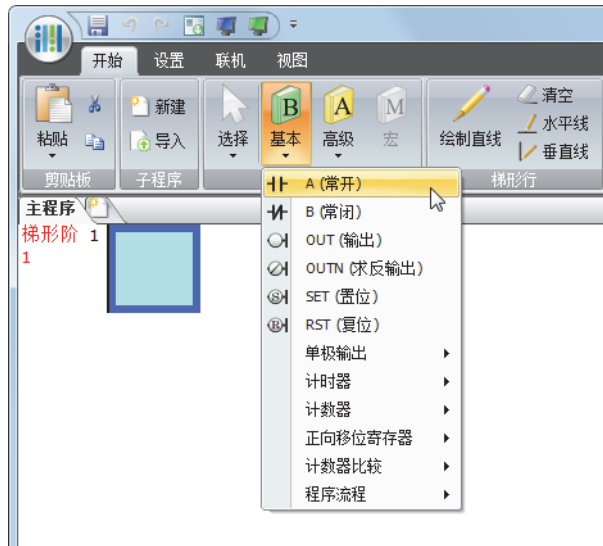 开始 设置 联机 视图
粘贴 新建 导入 选择 基本 高级 宏 绘制直线 清空 水平线 垂直线
B A M
剪贴板 子程序 梯形行
主程序
梯形阶 1
1
A (常开)
B (常闭)
OUT (输出)
OUTN (求反输出)
S SET (置位)
R RST (复位)
单极输出
计时器
计数器
正向移位寄存器
计数器比较
程序流程